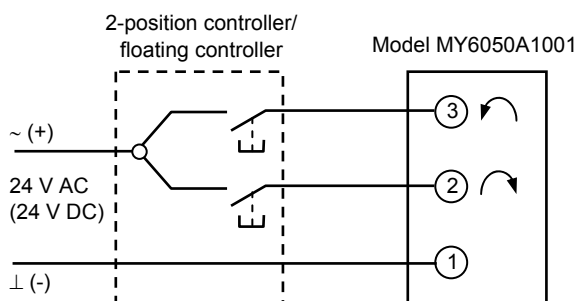 2-position controller/
floating controller
Model MY6050A1001
3
~ (+)
24 V AC
(24 V DC)
2
1
⊥ (-)